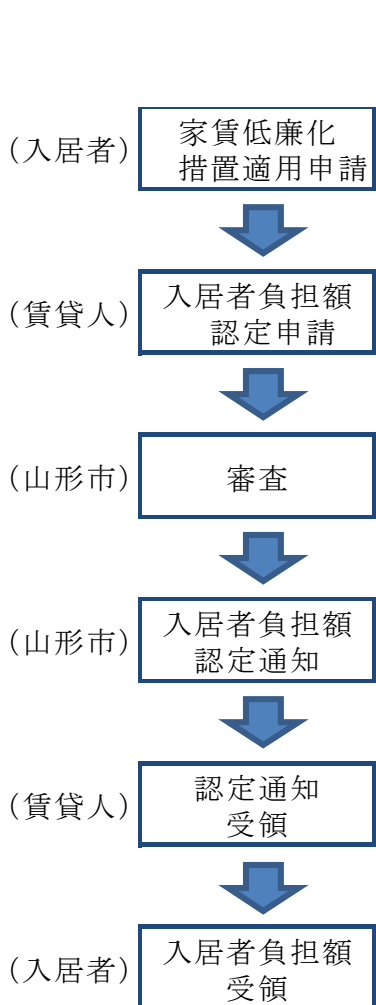 (入居者)
家賃低廉化
措置適用申請
(賃貸人)
入居者負担額
認定申請
(山形市)
審査
(山形市)
入居者負担額
認定通知
(賃貸人)
認定通知
受領
(入居者)
入居者負担額
受領